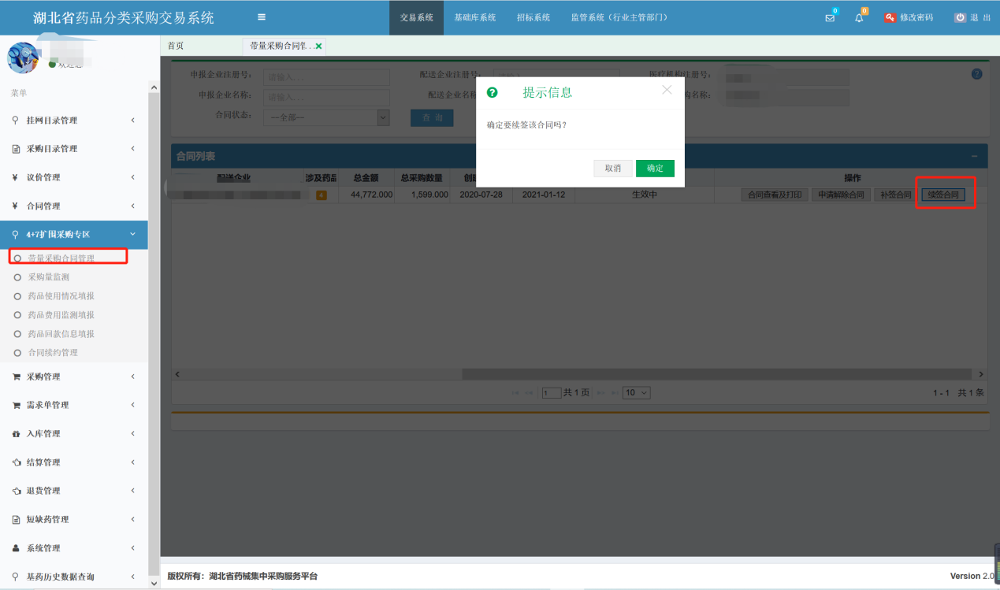 湖北省药品分类采购交易系统
交易系统
基础库系统
招标系统
监管系统（行业主管部门）
0
0
修改密码
退 出
首页
带量采购合同管...
菜单
挂网目录管理
采购目录管理
议价管理
合同管理
4+7扩围采购专区
带量采购合同管理
采购量监测
药品使用情况填报
药品费用监测填报
药品回款信息填报
合同续约管理
采购管理
需求单管理
入库管理
结算管理
退货管理
短缺药管理
系统管理
基药历史数据查询
申报企业注册号：
请输入...
配送企业注册号：
医疗机构注册号：
申报企业名称：
请输入...
配送企业名称
构名称：
合同状态：
--全部--
查 询
提示信息
确定要续签该合同吗？
取消
确定
合同列表
配送企业
涉及药品
总金额
总采购数量
操作
4
44,772.000
1,599.000
2020-07-28
2021-01-12
生效中
合同查看及打印
申请解除合同
补签合同
续签合同
1
共 1 页
10
1 - 1 共 1 条
版权所有：湖北省药械集中采购服务平台
Version 2.0